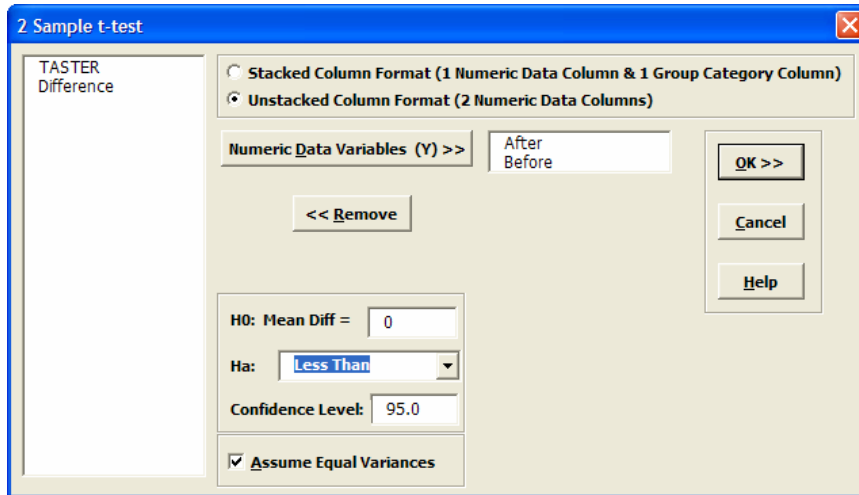 2 Sample t-test
TASTER
Difference
Stacked Column Format (1 Numeric Data Column & 1 Group Category Column)
Unstacked Column Format (2 Numeric Data Columns)
Numeric Data Variables (Y) >>
After
Before
<< Remove
OK >>
Cancel
Help
H0: Mean Diff =
0
Ha:
Less Than
Confidence Level:
95.0
Assume Equal Variances